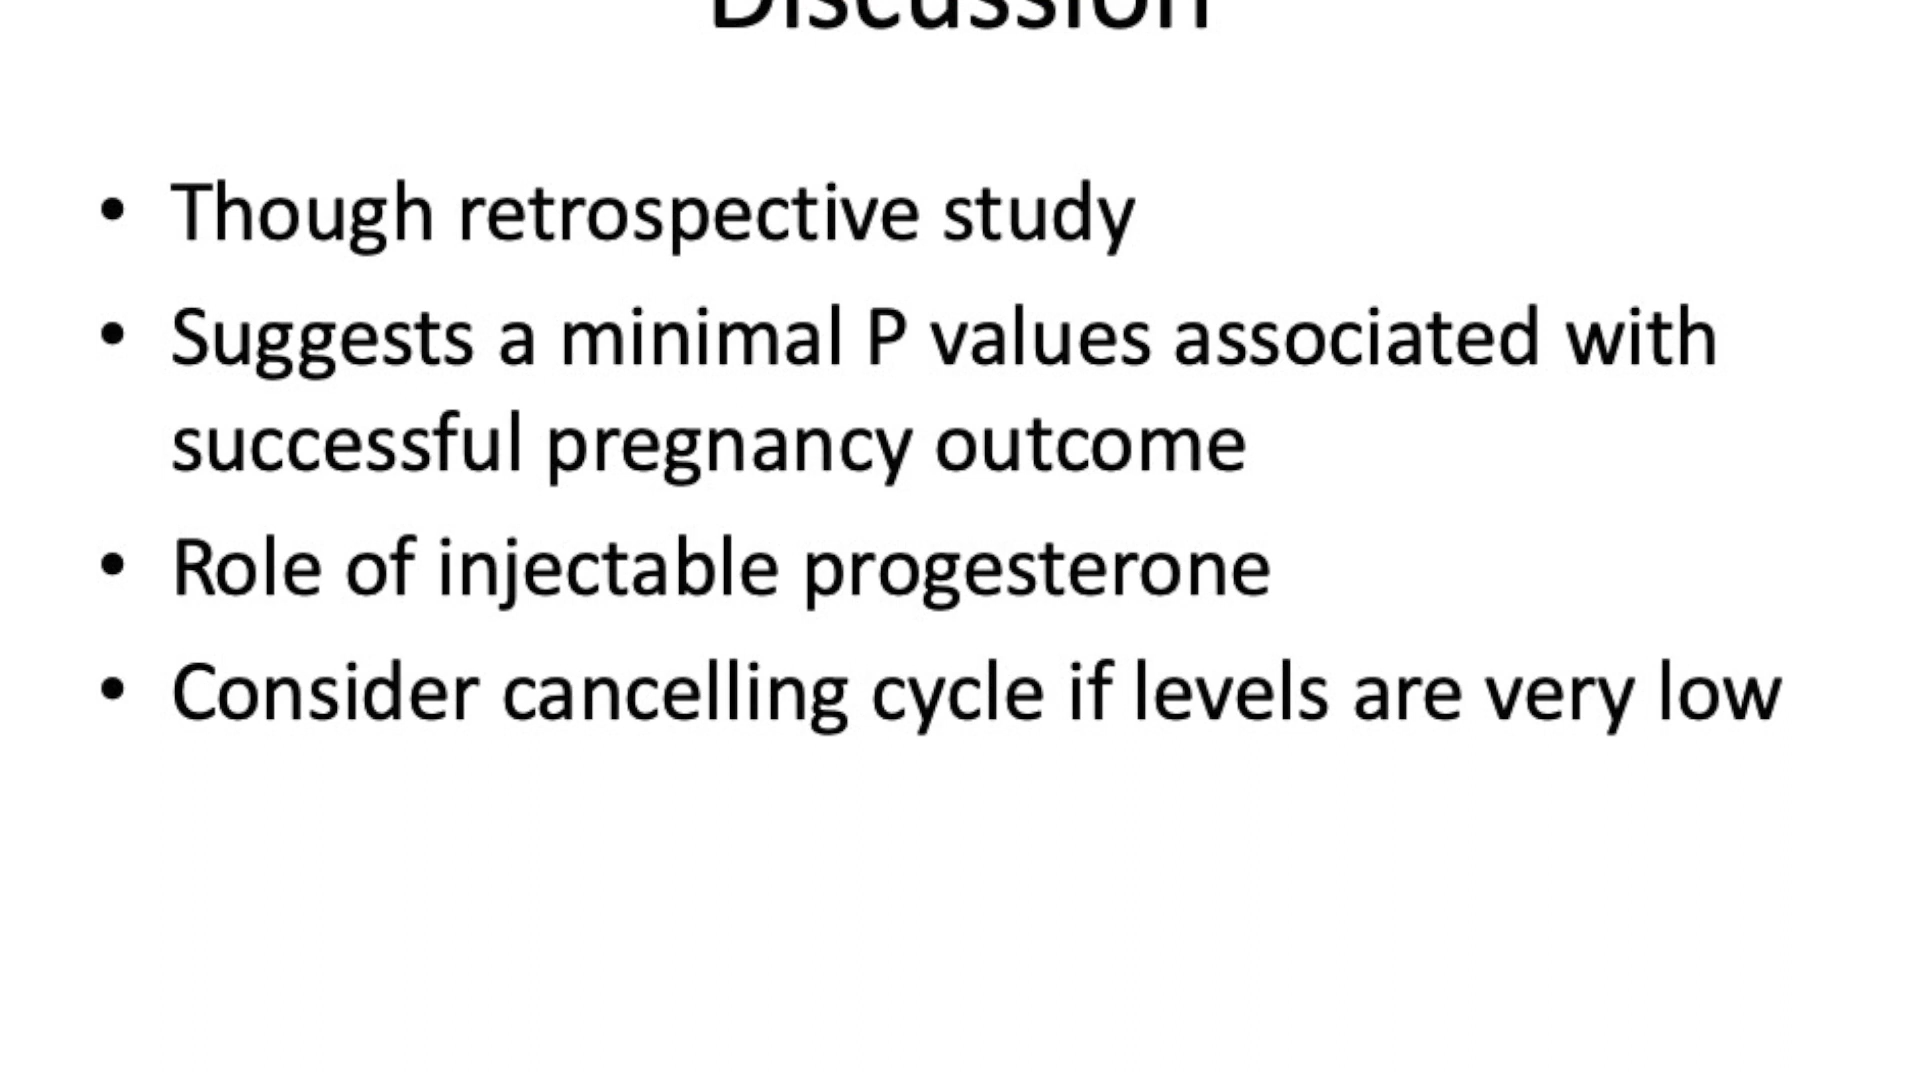 Discussion
• Though retrospective study
• Suggests a minimal P values associated with
successful pregnancy outcome
• Role of injectable progesterone
• Consider cancelling cycle if levels are very low